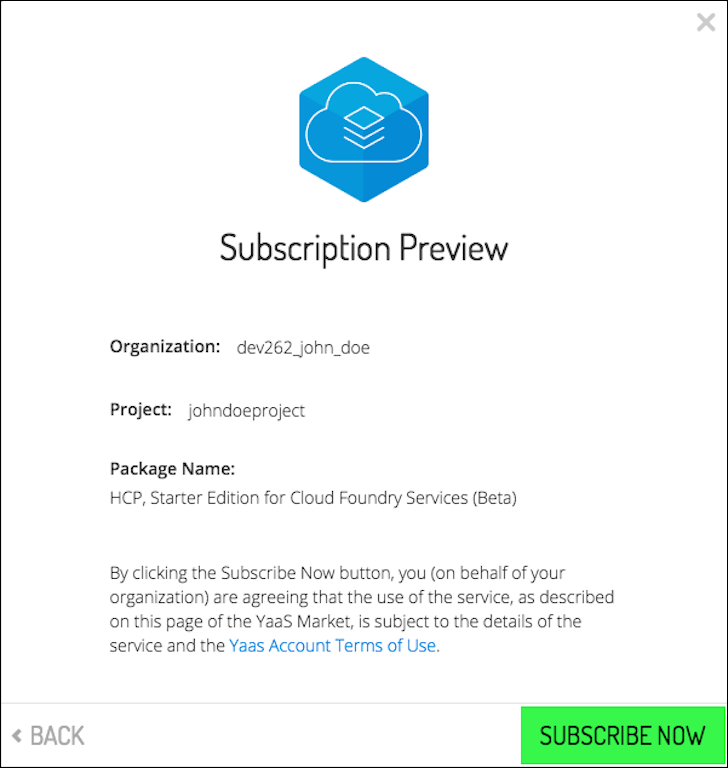 Subscription Preview
Organization: dev262_john_doe
Project: johndoeproject
Package Name:
HCP, Starter Edition for Cloud Foundry Services (Beta)
By clicking the Subscribe Now button, you (on behalf of your
organization) are agreeing that the use of the service, as described
on this page of the YaaS Market, is subject to the details of the
service and the Yaas Account Terms of Use.
BACK
SUBSCRIBE NOW